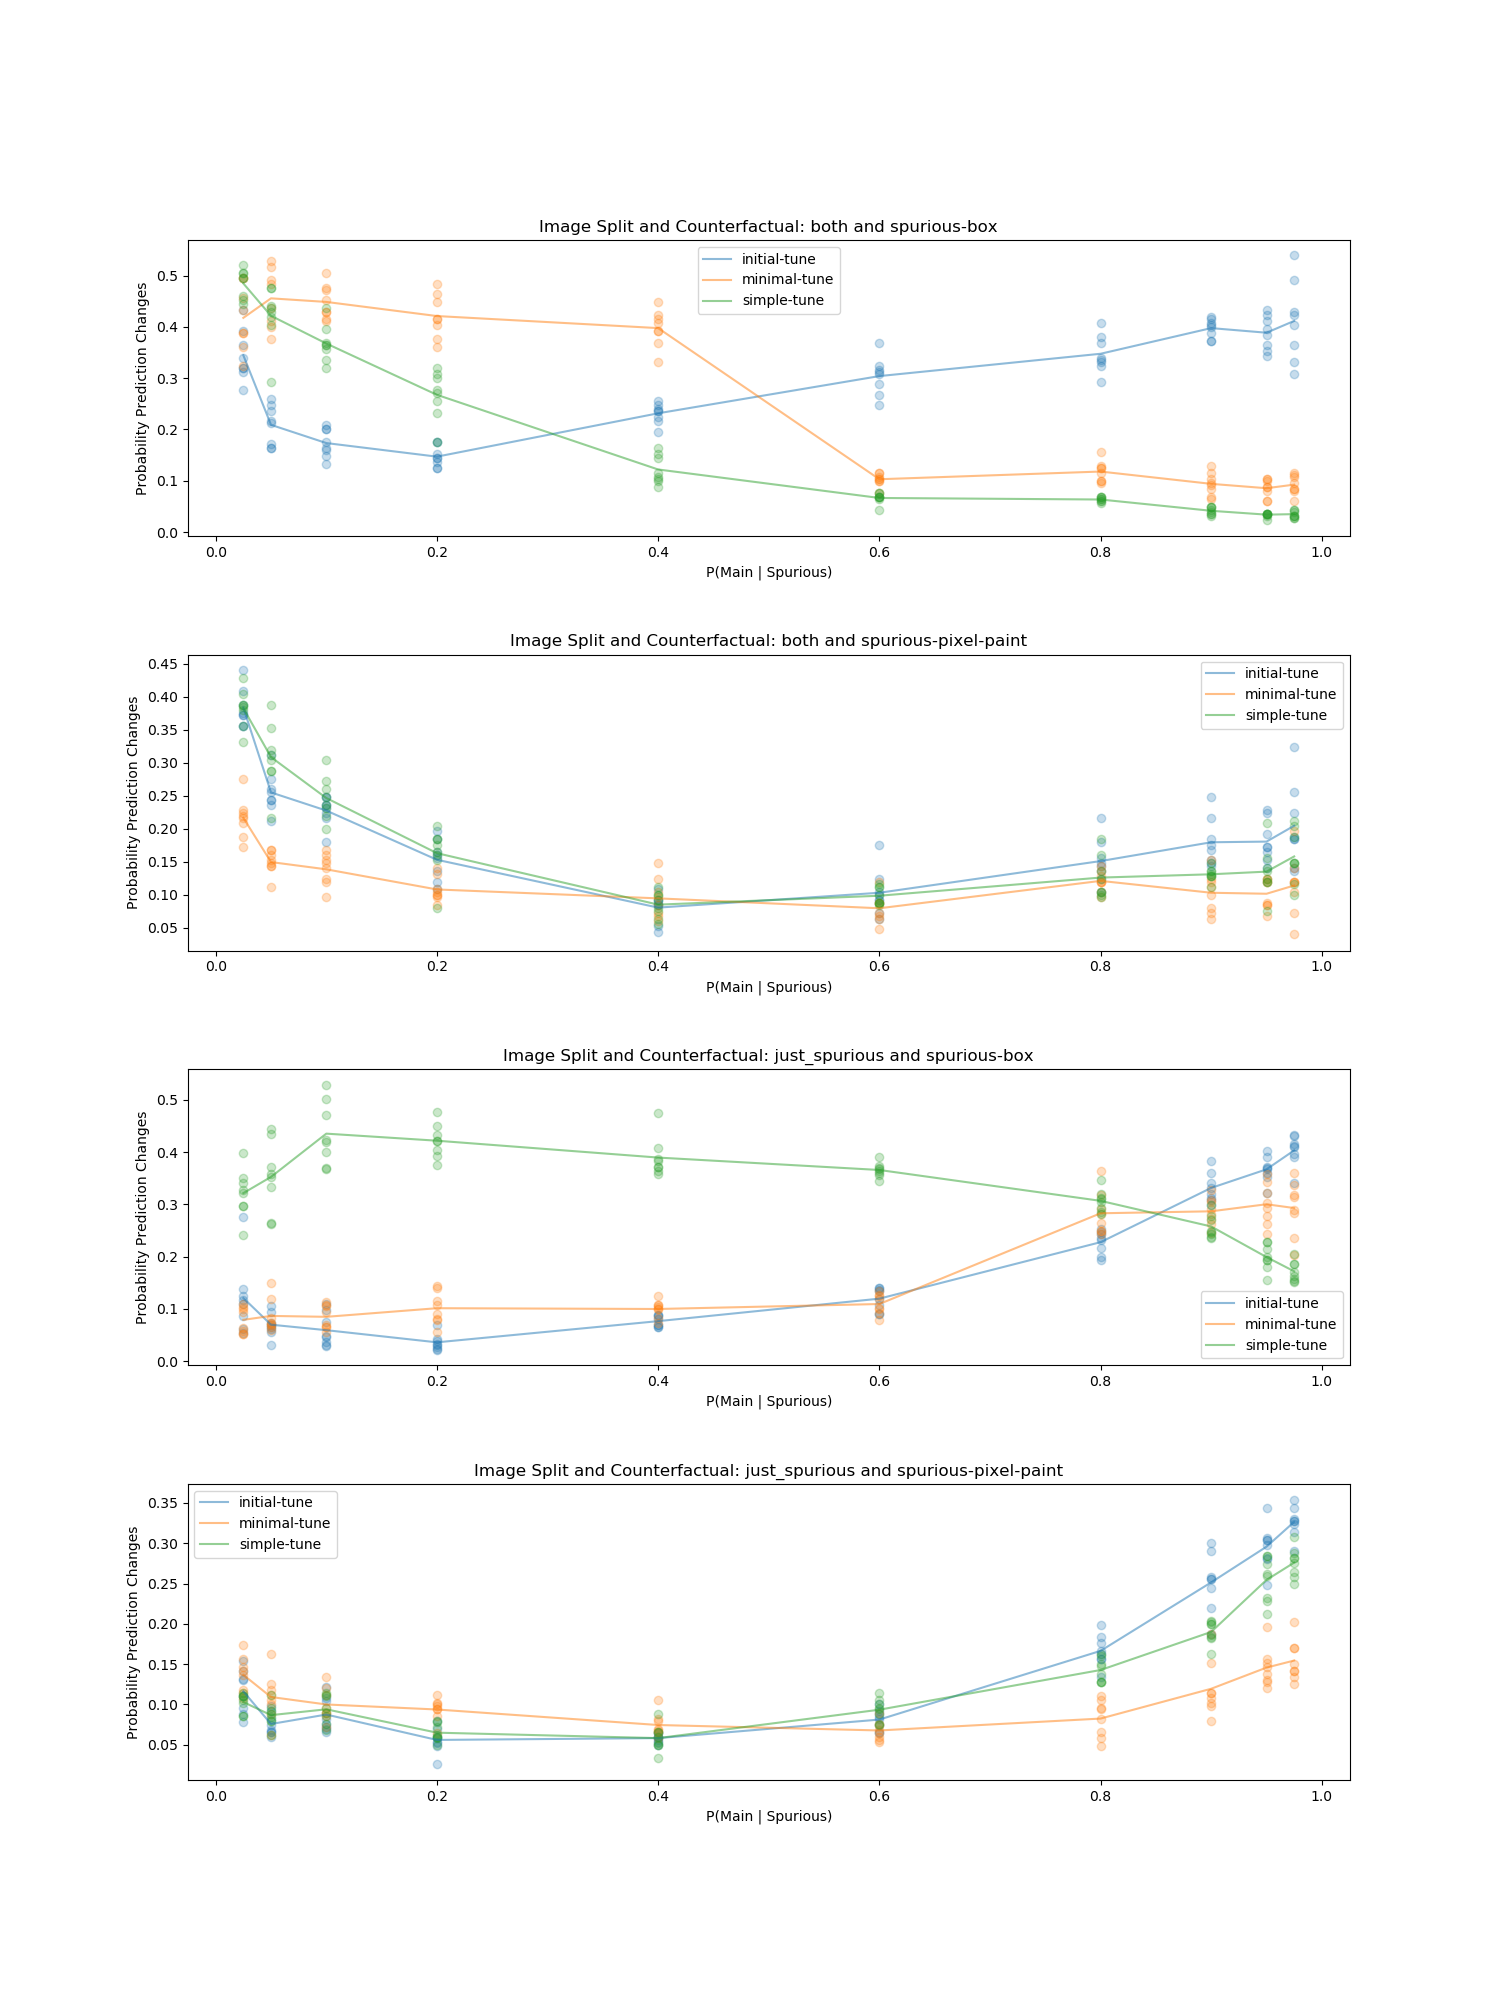 Image Split and Counterfactual: both and spurious-box
Probability Prediction Changes
0.5
0.4
0.3
0.2
0.1
0.0
initial-tune
minimal-tune
simple-tune
0.0 0.2 0.4 0.6 0.8 1.0
P(Main | Spurious)
Image Split and Counterfactual: both and spurious-pixel-paint
Probability Prediction Changes
0.45
0.40
0.35
0.30
0.25
0.20
0.15
0.10
0.05
initial-tune
minimal-tune
simple-tune
0.0 0.2 0.4 0.6 0.8 1.0
P(Main | Spurious)
Image Split and Counterfactual: just_spurious and spurious-box
Probability Prediction Changes
0.5
0.4
0.3
0.2
0.1
0.0
initial-tune
minimal-tune
simple-tune
0.0 0.2 0.4 0.6 0.8 1.0
P(Main | Spurious)
Image Split and Counterfactual: just_spurious and spurious-pixel-paint
Probability Prediction Changes
0.35
0.30
0.25
0.20
0.15
0.10
0.05
initial-tune
minimal-tune
simple-tune
0.0 0.2 0.4 0.6 0.8 1.0
P(Main | Spurious)